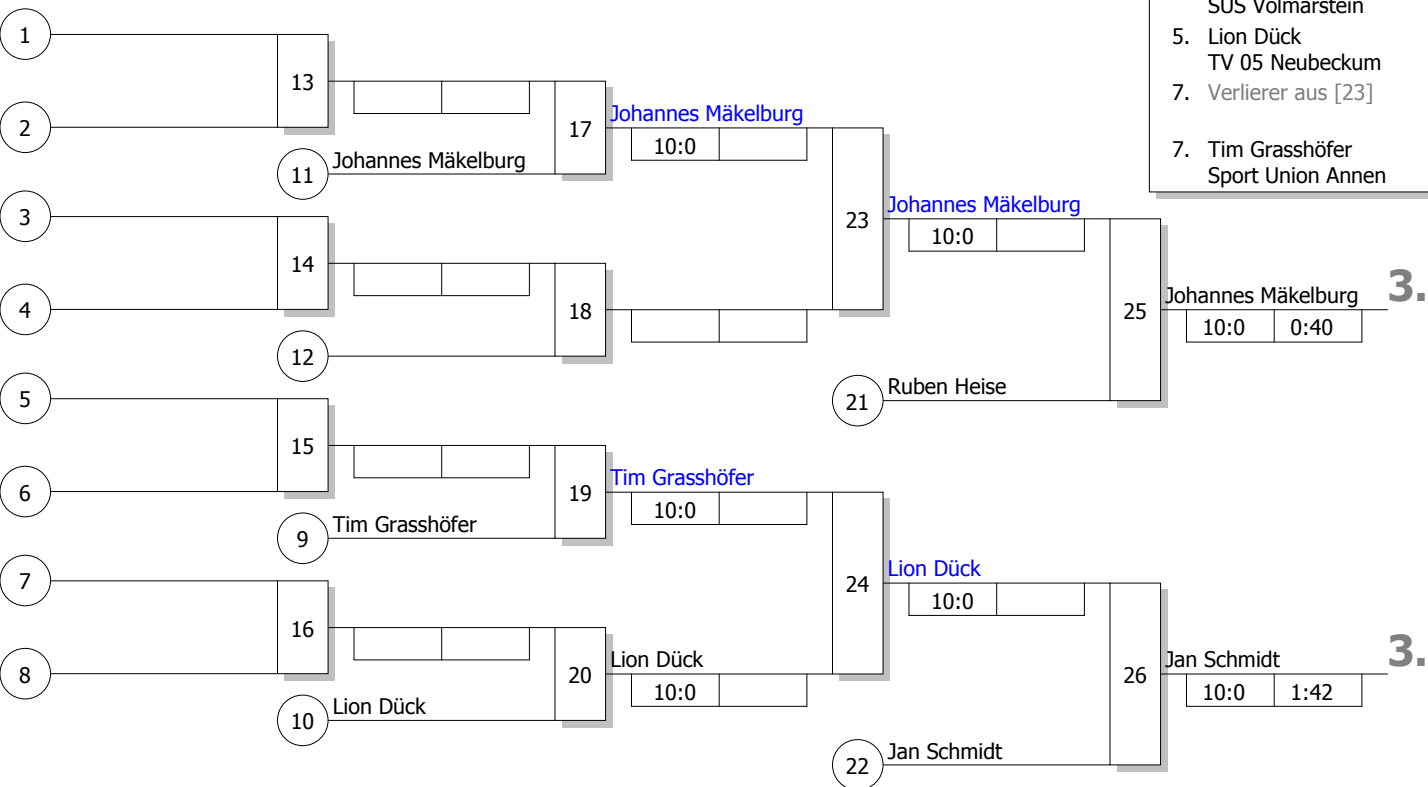 SUS Volmarstein
5. Lion Dück
TV 05 Neubeckum
7. Verlierer aus [23]
7. Tim Grasshöfer
Sport Union Annen
1
13
2
17
Johannes Mäkelburg
10:0
11
Johannes Mäkelburg
3
14
4
18
12
23
Johannes Mäkelburg
10:0
25
Johannes Mäkelburg
3.
10:0 0:40
21
Ruben Heise
5
15
6
19
Tim Grasshöfer
10:0
9
Tim Grasshöfer
7
16
8
20
Lion Dück
10:0
10
Lion Dück
24
Lion Dück
10:0
26
Jan Schmidt
3.
10:0 1:42
22
Jan Schmidt